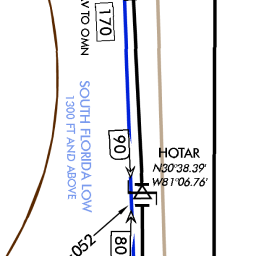 170
V TO OMN
SOUTH FLORIDA LOW
1300 FT AND ABOVE
90
HOTAR
N30°38.39'
W81°06.76'
052
80